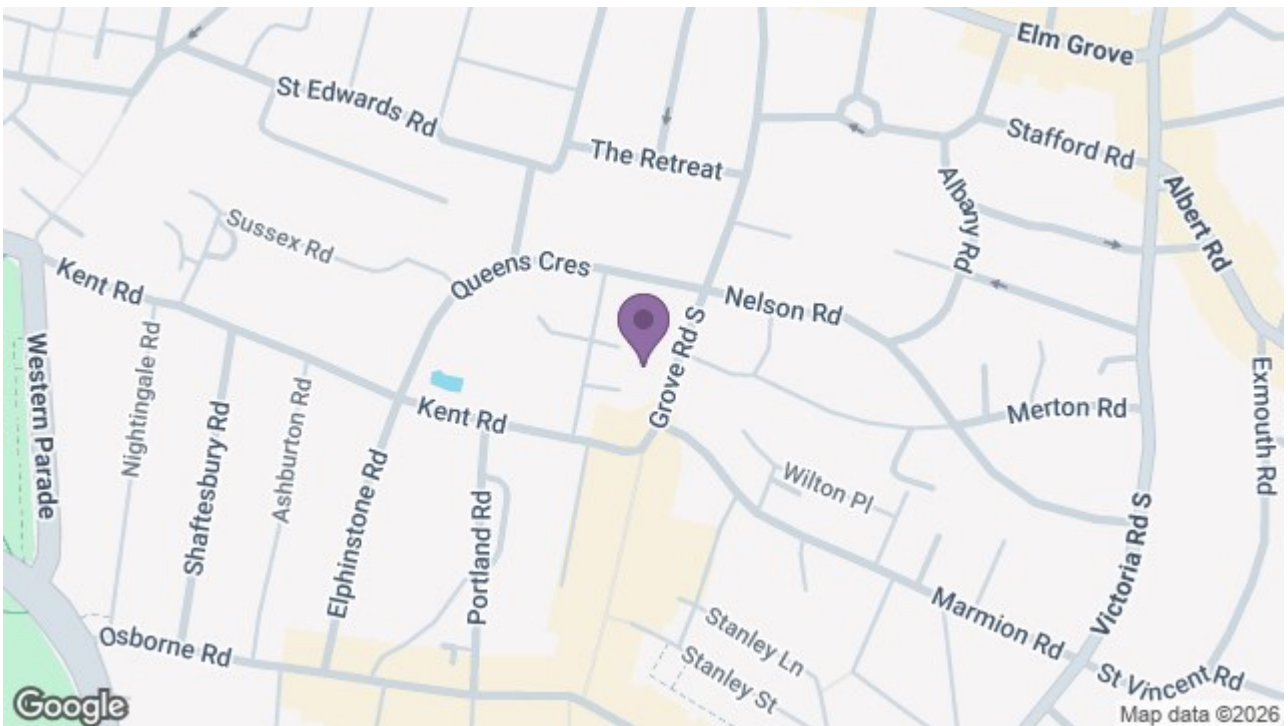 Elm Grove
St Edwards Rd
The Retreat
Stafford Rd
Albany Rd
Albert Rd
Sussex Rd
Queens Cres
Kent Rd
Nelson Rd
Grove Rd S
Western Parade
Nightingale Rd
Shaftesbury Rd
Ashburton Rd
Elphinstone Rd
Kent Rd
Portland Rd
Merton Rd
Exmouth Rd
Wilton Pl
Victoria Rd S
Marmion Rd
Osborne Rd
Stanley Ln
Stanley St
St Vincent Rd
Google
Map data ©2026